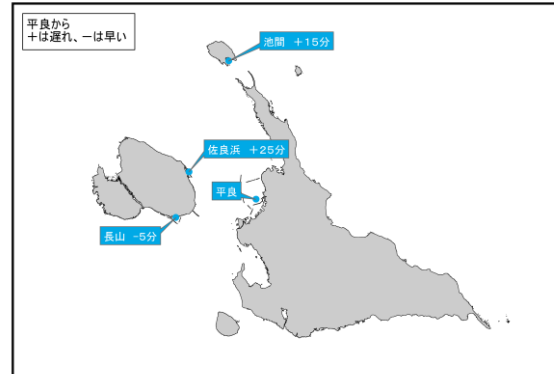 平良から
+は遅れ、−は早い
池間 +15分
佐良浜 +25分
平良
長山 -5分